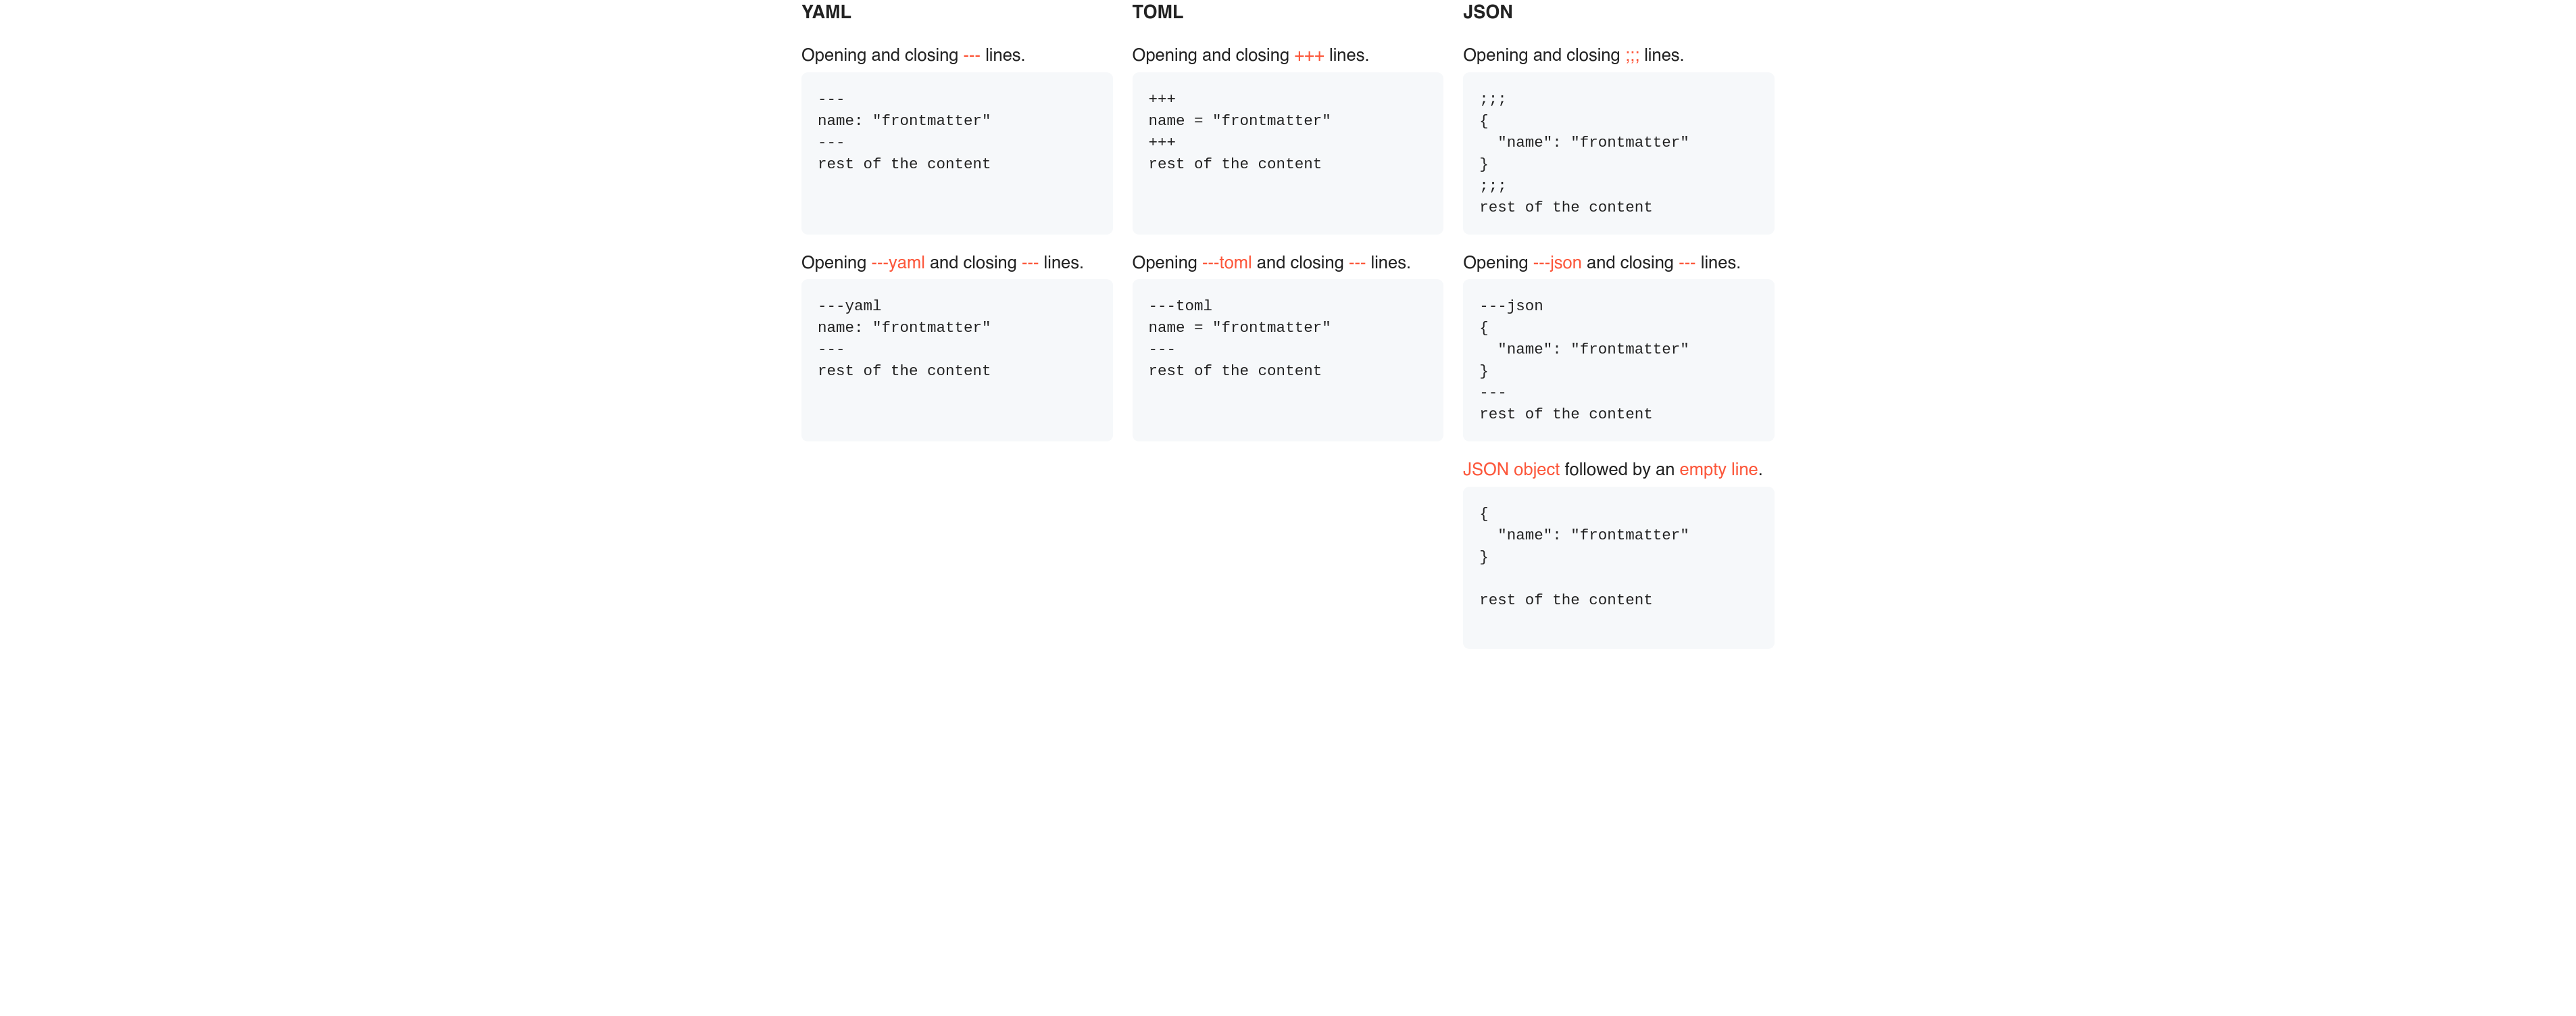 YAML
Opening and closing --- lines.
---
name: "frontmatter"
---
rest of the content
Opening ---yaml and closing --- lines.
---yaml
name: "frontmatter"
---
rest of the content
TOML
Opening and closing +++ lines.
+++
name = "frontmatter"
+++
rest of the content
Opening ---toml and closing --- lines.
---toml
name = "frontmatter"
---
rest of the content
JSON
Opening and closing ;;; lines.
;;;
{
  "name": "frontmatter"
}
;;;
rest of the content
Opening ---json and closing --- lines.
---json
{
  "name": "frontmatter"
}
---
rest of the content
JSON object followed by an empty line.
{
  "name": "frontmatter"
}

rest of the content